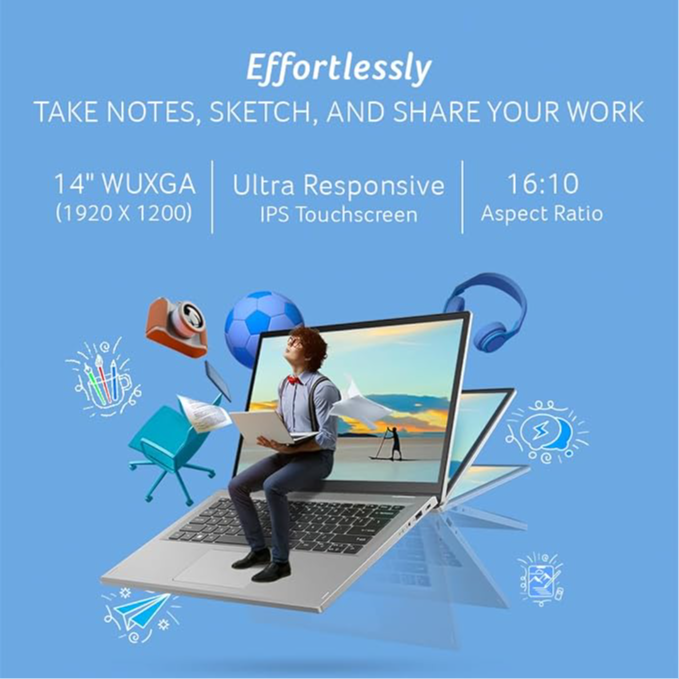 Effortlessly
TAKE NOTES, SKETCH, AND SHARE YOUR WORK
14" WUXGA
(1920 X 1200)
Ultra Responsive
IPS Touchscreen
16:10
Aspect Ratio